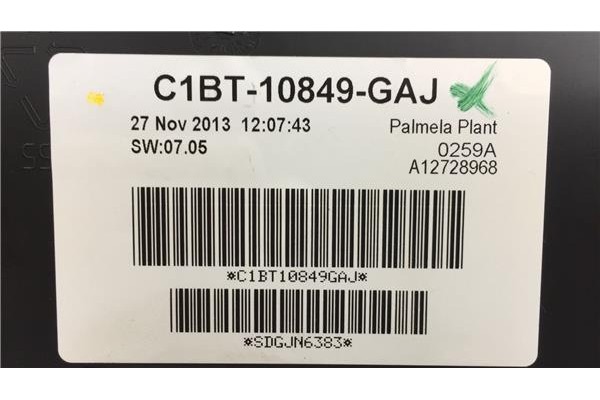 C1BT-10849-GAJ
27 Nov 2013 12:07:43
Palmela Plant
SW:07.05
0259A
A12728968
*C1BT10849GAJ*
*SDGJN6383*